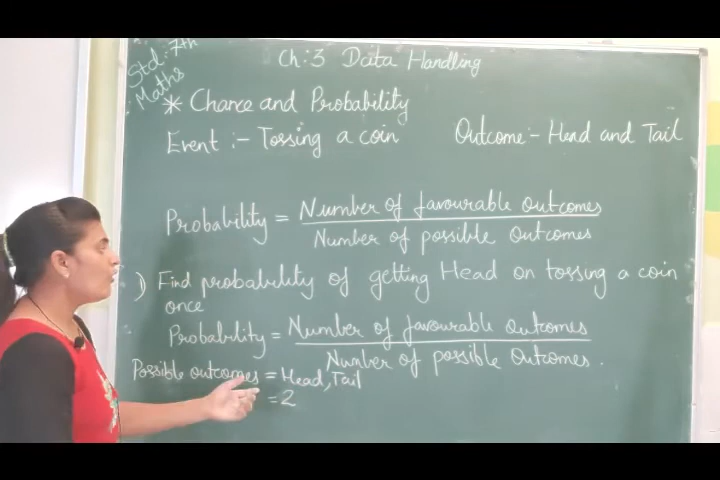 Std: 7th
Maths
Ch: 3 Data Handling
* Chance and Probability
Event :- Tossing a coin Outcome:- Head and Tail
Probability = Number of favourable outcomes
Number of possible outcomes
1) Find probability of getting Head on tossing a coin
once
Probability = Number of favourable outcomes
Number of possible outcomes.
Possible outcomes = Head, Tail
= 2